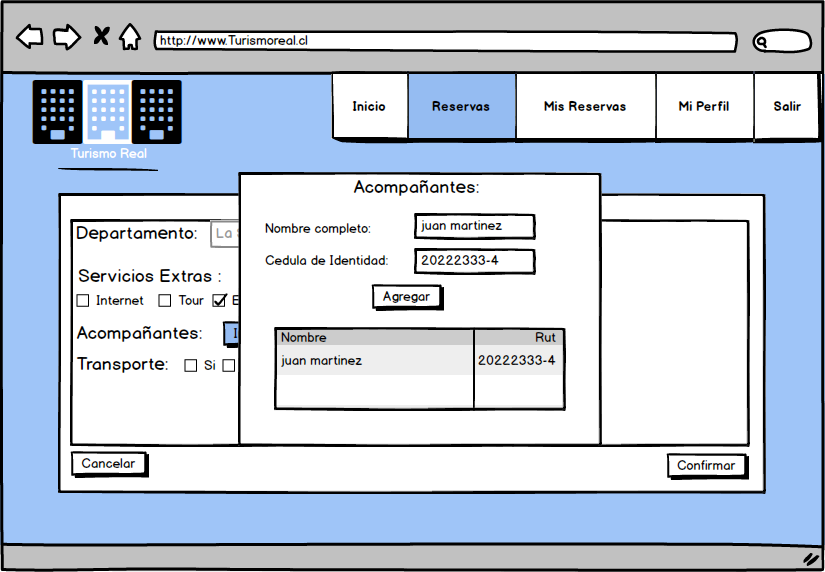 http://www.Turismoreal.cl
Inicio
Reservas
Mis Reservas
Mi Perfil
Salir
Turismo Real
Acompañantes:
Nombre completo:
juan martinez
Cedula de Identidad:
20222333-4
Agregar
Nombre
Rut
juan martinez
20222333-4
Departamento:
La
Servicios Extras :
Internet
Tour
Acompañantes:
Transporte:
Si
Cancelar
Confirmar